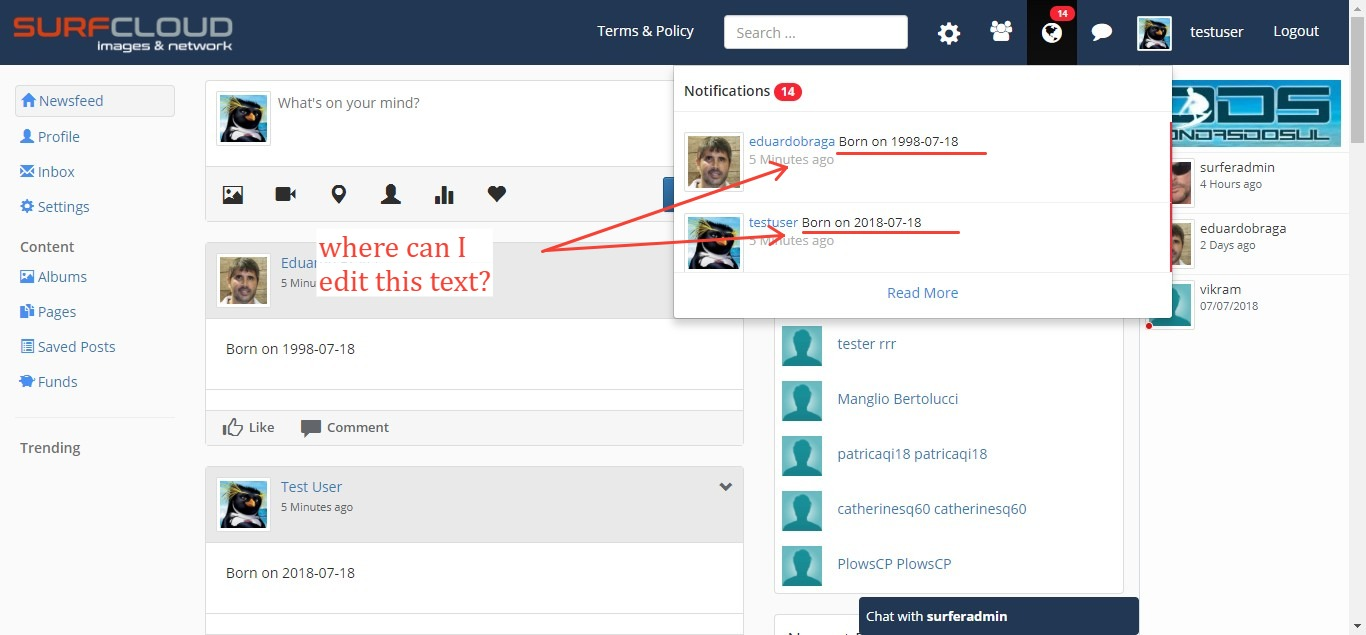 SURFCLOUD
images & network
Terms & Policy
Search ...
14
testuser
Logout
Newsfeed
Profile
Inbox
Settings
Content
Albums
Pages
Saved Posts
Funds
Trending
What's on your mind?
where can I
edit this text?
5 Minu
Born on 1998-07-18
Like
Comment
Test User
5 Minutes ago
Born on 2018-07-18
Notifications 14
eduardobraga Born on 1998-07-18
5 Minutes ago
testuser Born on 2018-07-18
5 Minutes ago
Read More
tester rrr
Manglio Bertolucci
patricaqi18 patricaqi18
catherinesq60 catherinesq60
PlowsCP PlowsCP
ONDASDOSUL
surferadmin
4 Hours ago
eduardobraga
2 Days ago
vikram
07/07/2018
Chat with surferadmin